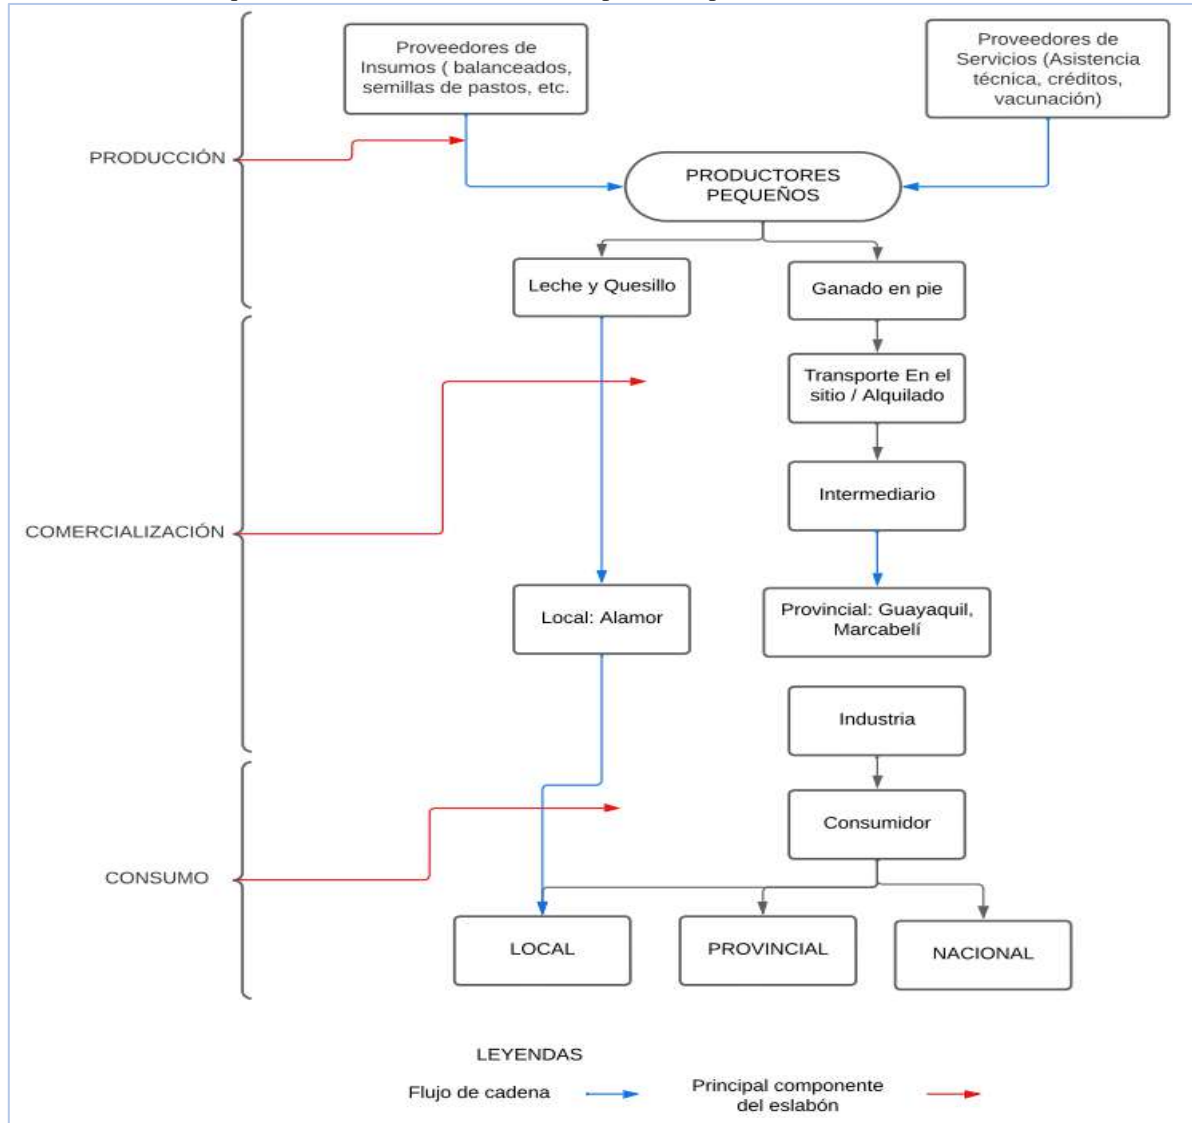 Proveedores de
Insumos ( balanceados,
semillas de pastos, etc.
Proveedores de
Servicios (Asistencia
técnica, créditos,
vacunación)
PRODUCCIÓN
PRODUCTORES
PEQUEÑOS
Leche y Quesillo
Ganado en pie
Transporte En el
sitio / Alquilado
Intermediario
COMERCIALIZACIÓN
Local: Alamor
Provincial: Guayaquil,
Marcabelí
Industria
Consumidor
CONSUMO
LOCAL
PROVINCIAL
NACIONAL
LEYENDAS
Flujo de cadena
Principal componente
del eslabón